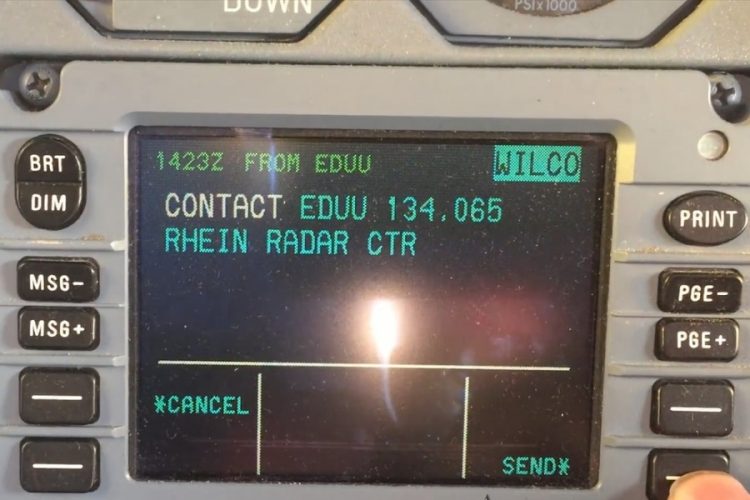 DOWN
PSIx1000
BRT
DIM
1423Z FROM EDUU WILCO
CONTACT EDUU 134.065
RHEIN RADAR CTR
PRINT
MSG-
MSG+
PGE-
PGE+
*CANCEL
SEND*